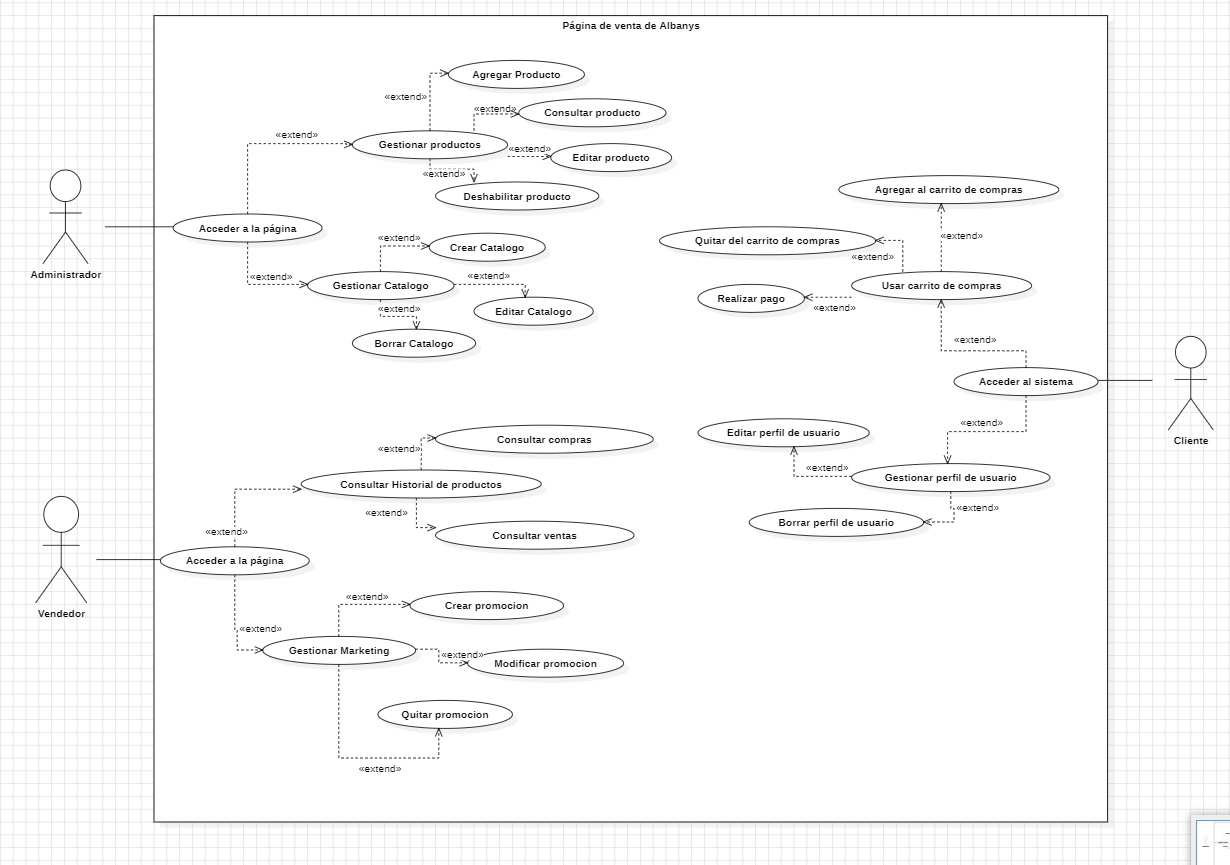 Página de venta de Albanys
Agregar Producto
«extend»
«extend»
Consultar producto
«extend»
Gestionar productos
«extend»
Editar producto
«extend»
Deshabilitar producto
Acceder a la página
Administrador
«extend»
Crear Catalogo
«extend»
Gestionar Catalogo
«extend»
«extend»
Editar Catalogo
Borrar Catalogo
Agregar al carrito de compras
Quitar del carrito de compras
«extend»
«extend»
Usar carrito de compras
Realizar pago
«extend»
«extend»
Acceder al sistema
Cliente
«extend»
Editar perfil de usuario
«extend»
Gestionar perfil de usuario
«extend»
Borrar perfil de usuario
Consultar compras
«extend»
Consultar Historial de productos
«extend»
Consultar ventas
«extend»
Acceder a la página
Vendedor
«extend»
Crear promocion
«extend»
Gestionar Marketing
«extend»
Modificar promocion
Quitar promocion
«extend»